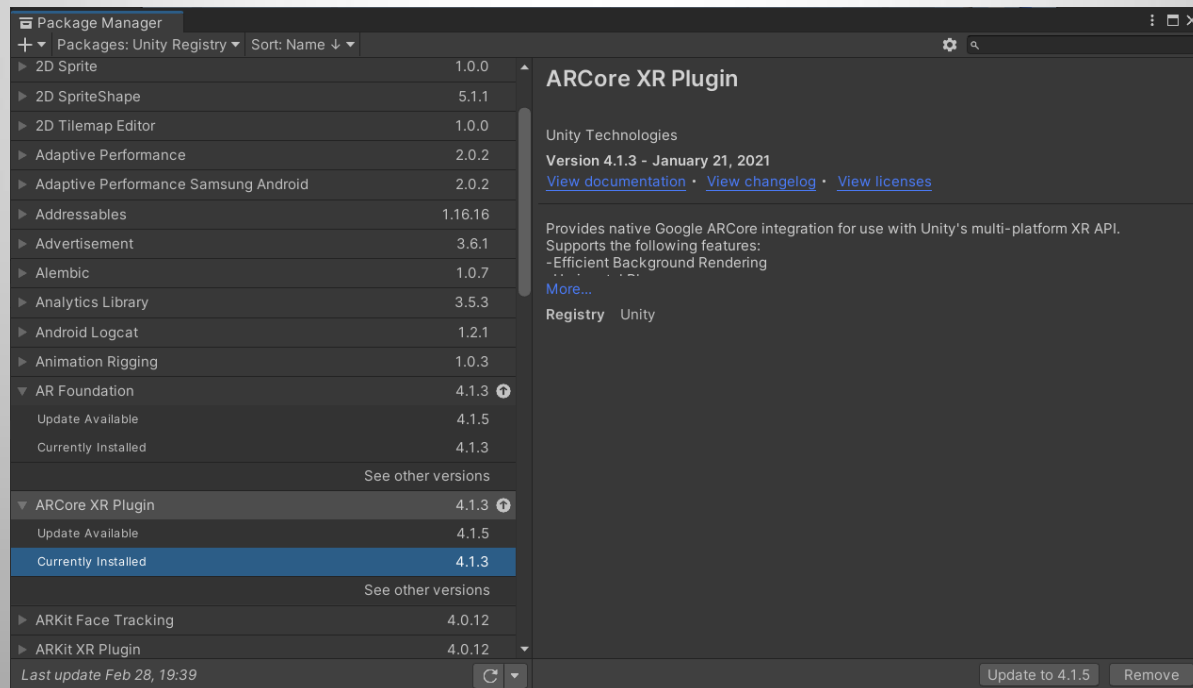 Package Manager
Packages: Unity Registry Sort: Name ↓
2D Sprite 1.0.0
2D SpriteShape 5.1.1
2D Tilemap Editor 1.0.0
Adaptive Performance 2.0.2
Adaptive Performance Samsung Android 2.0.2
Addressables 1.16.16
Advertisement 3.6.1
Alembic 1.0.7
Analytics Library 3.5.3
Android Logcat 1.2.1
Animation Rigging 1.0.3
AR Foundation 4.1.3
Update Available 4.1.5
Currently Installed 4.1.3
See other versions
ARCore XR Plugin 4.1.3
Update Available 4.1.5
Currently Installed 4.1.3
See other versions
ARKit Face Tracking 4.0.12
ARKit XR Plugin 4.0.12
Last update Feb 28, 19:39
ARCore XR Plugin
Unity Technologies
Version 4.1.3 - January 21, 2021
View documentation • View changelog • View licenses
Provides native Google ARCore integration for use with Unity's multi-platform XR API.
Supports the following features:
-Efficient Background Rendering
More...
Registry Unity
Update to 4.1.5 Remove